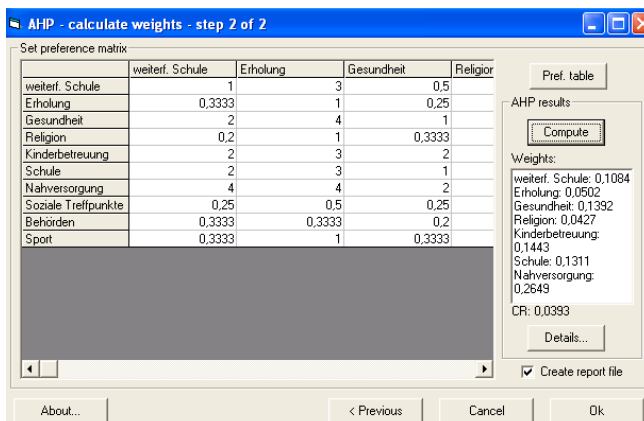 AHP - calculate weights - step 2 of 2
Set preference matrix
weiterf. Schule Erholung Gesundheit Religion
weiterf. Schule 1 3 0,5
Erholung 0,3333 1 0,25
Gesundheit 2 4 1
Religion 0,2 1 0,3333
Kinderbetreuung 2 3 2
Schule 2 3 1
Nahversorgung 4 4 2
Soziale Treffpunkte 0,25 0,5 0,25
Behörden 0,3333 0,3333 0,2
Sport 0,3333 1 0,3333
Pref. table
AHP results
Compute
Weights:
weiterf. Schule: 0,1084
Erholung: 0,0502
Gesundheit: 0,1392
Religion: 0,0427
Kinderbetreuung:
0,1443
Schule: 0,1311
Nahversorgung:
0,2649
CR: 0,0393
Details...
Create report file
About...
< Previous
Cancel
Ok